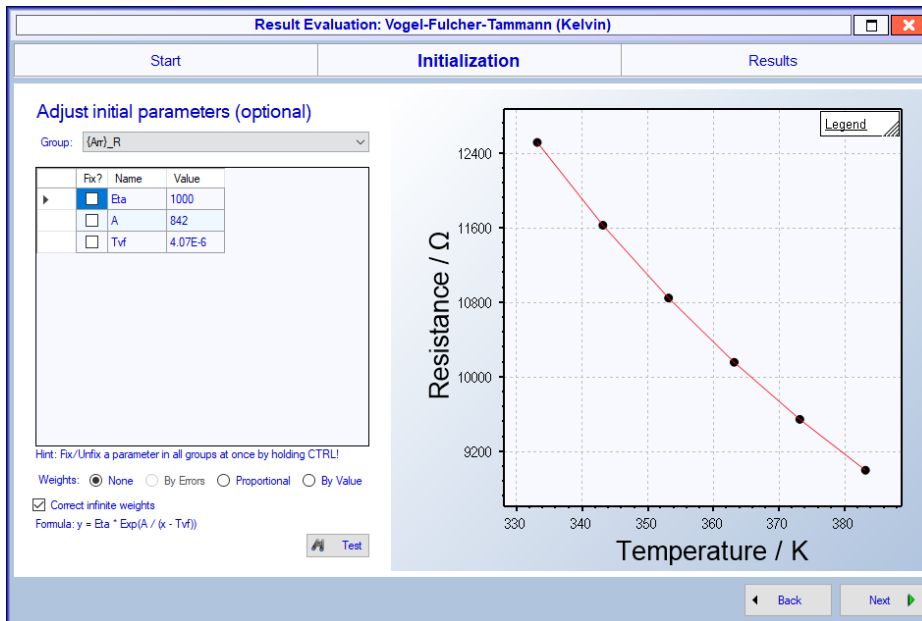 Result Evaluation: Vogel-Fulcher-Tammann (Kelvin)
Start Initialization Results
Adjust initial parameters (optional)
Group: {Arr}_R
Fix? Name Value
Eta 1000
A 842
Tvf 4.07E-6
Hint: Fix/Unfix a parameter in all groups at once by holding CTRL!
Weights: None By Errors Proportional By Value
Correct infinite weights
Formula: y = Eta * Exp(A / (x - Tvf))
Test
Legend
Resistance / Ω
12400
11600
10800
10000
9200
330 340 350 360 370 380
Temperature / K
Back Next